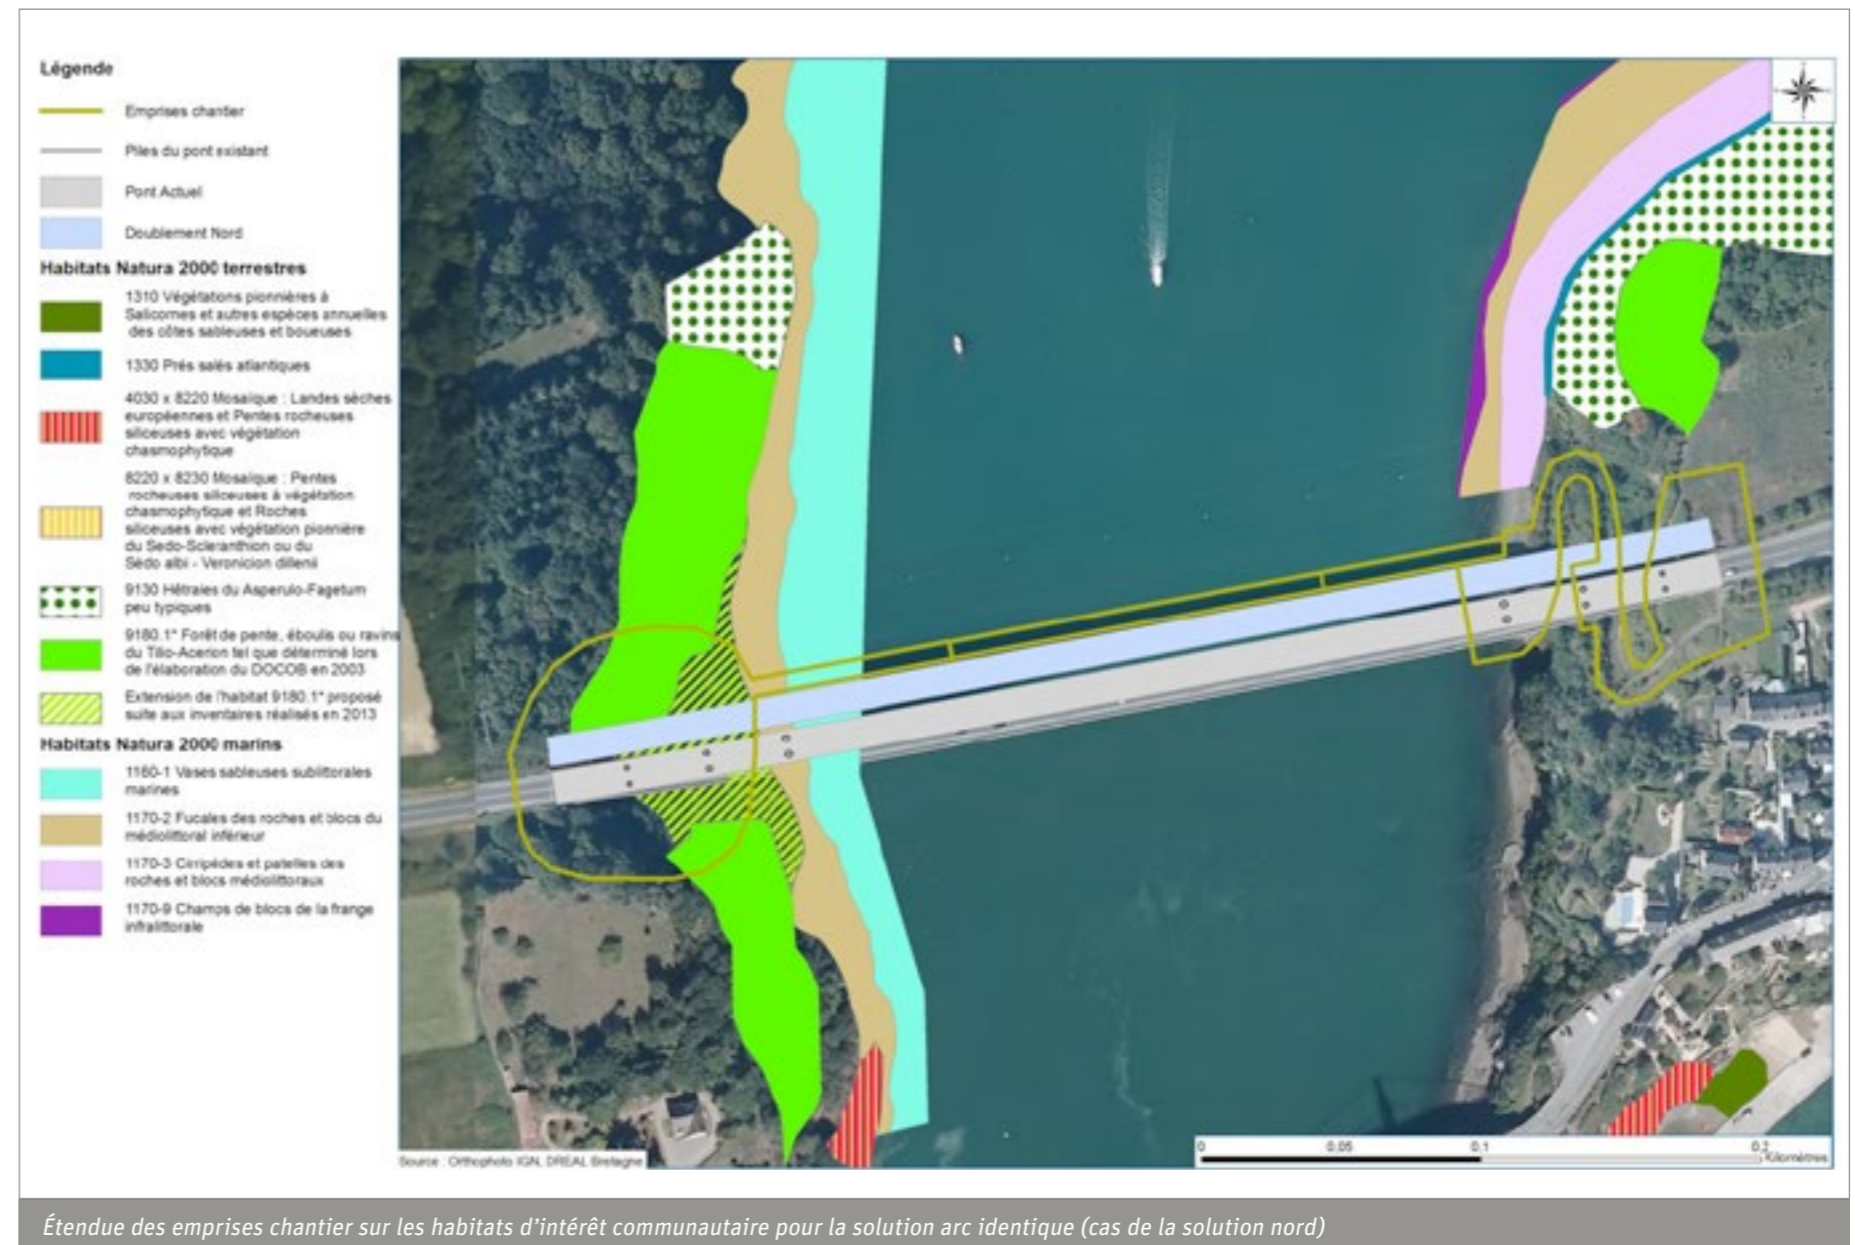 Légende
Emprises chantier
Piles du pont existant
Pont Actuel
Doublement Nord
Habitats Natura 2000 terrestres
1310 Végétations pionnières à
Salicornes et autres espèces annuelles
des côtes sableuses et boueuses
1330 Prés salés atlantiques
4030 x 8220 Mosaïque : Landes sèches
européennes et Pentes rocheuses
siliceuses avec végétation
chasmophytique
8220 x 8230 Mosaïque : Pentes
rocheuses siliceuses à végétation
chasmophytique et Roches
siliceuses avec végétation pionnière
du Sedo-Scleranthion ou du
Sedo albi - Veronicion dillenii
9130 Hêtraies du Asperulo-Fagetum
peu typiques
9180.1* Forêt de pente, éboulis ou ravins
du Tilio-Acerion tel que déterminé lors
de l'élaboration du DOCOB en 2003
Extension de l'habitat 9180.1* proposé
suite aux inventaires réalisés en 2013
Habitats Natura 2000 marins
1160-1 Vases sableuses sublittorales
marines
1170-2 Fucales des roches et blocs du
médiolittoral inférieur
1170-3 Cirripèdes et patelles des
roches et blocs médiolittoraux
1170-9 Champs de blocs de la frange
infralittorale
Source : Orthophoto IGN, DREAL Bretagne
0 0,05 0,1 0,2
Kilomètres
Étendue des emprises chantier sur les habitats d'intérêt communautaire pour la solution arc identique (cas de la solution nord)